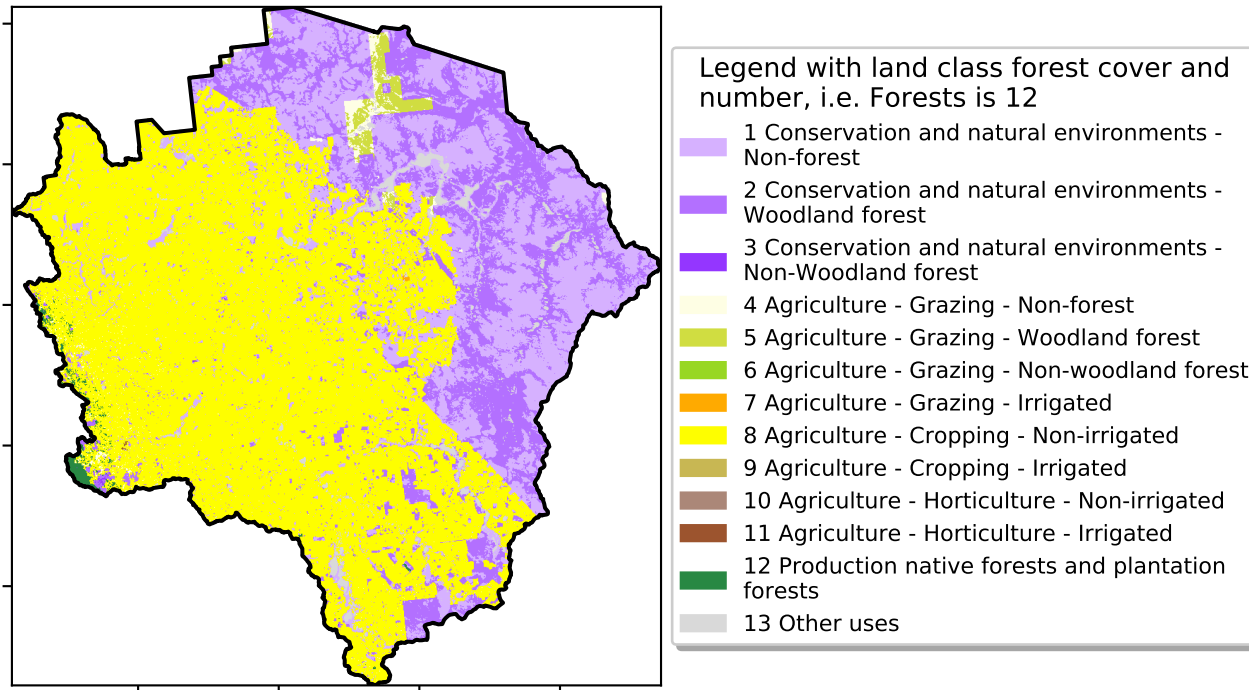 Legend with land class forest cover and
number, i.e. Forests is 12
1 Conservation and natural environments -
Non-forest
2 Conservation and natural environments -
Woodland forest
3 Conservation and natural environments -
Non-Woodland forest
4 Agriculture - Grazing - Non-forest
5 Agriculture - Grazing - Woodland forest
6 Agriculture - Grazing - Non-woodland forest
7 Agriculture - Grazing - Irrigated
8 Agriculture - Cropping - Non-irrigated
9 Agriculture - Cropping - Irrigated
10 Agriculture - Horticulture - Non-irrigated
11 Agriculture - Horticulture - Irrigated
12 Production native forests and plantation
forests
13 Other uses